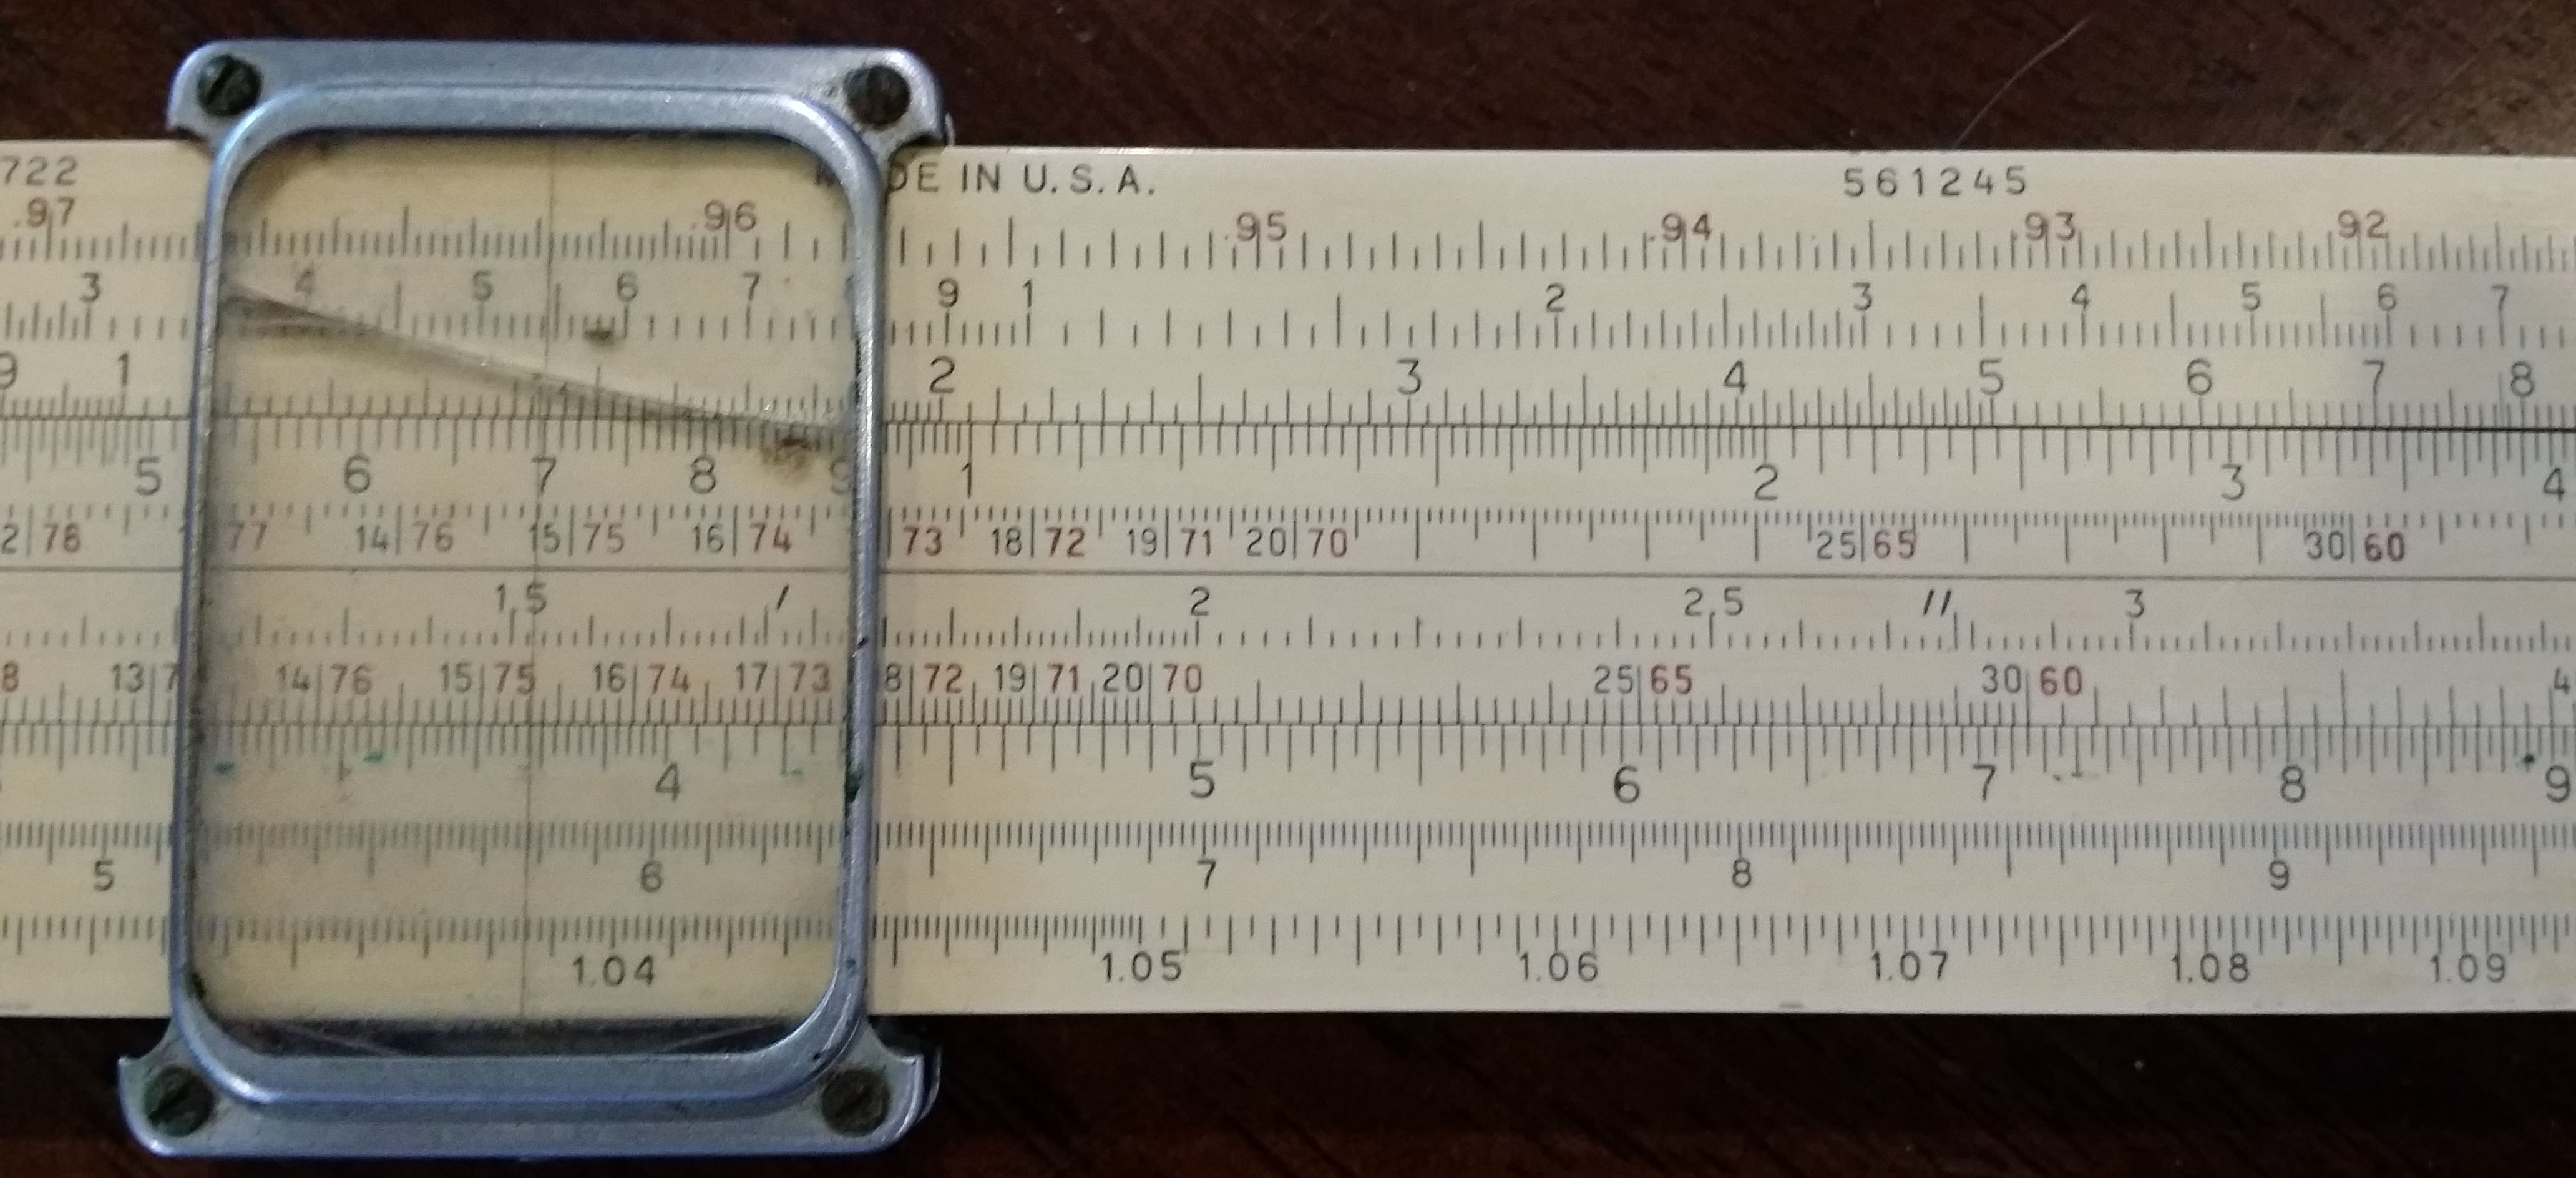 722 MADE IN U.S.A. 561245
.97 .96 .95 .94 .93 .92
3 4 5 6 7 9 1 2 3 4 5 6 7
9 1 2 3 4 5 6 7 8
5 6 7 8 9 1 2 3 4
2|78 77 14|76 15|75 16|74 73 18|72 19|71 20|70 25|65 30|60
1,5 ′ 2 2,5 ″ 3
8 13|7 14|76 15|75 16|74 17|73 8|72 19|71 20|70 25|65 30|60 4
4 5 6 7 8 9
5 6 7 8 9
1.04 1.05 1.06 1.07 1.08 1.09